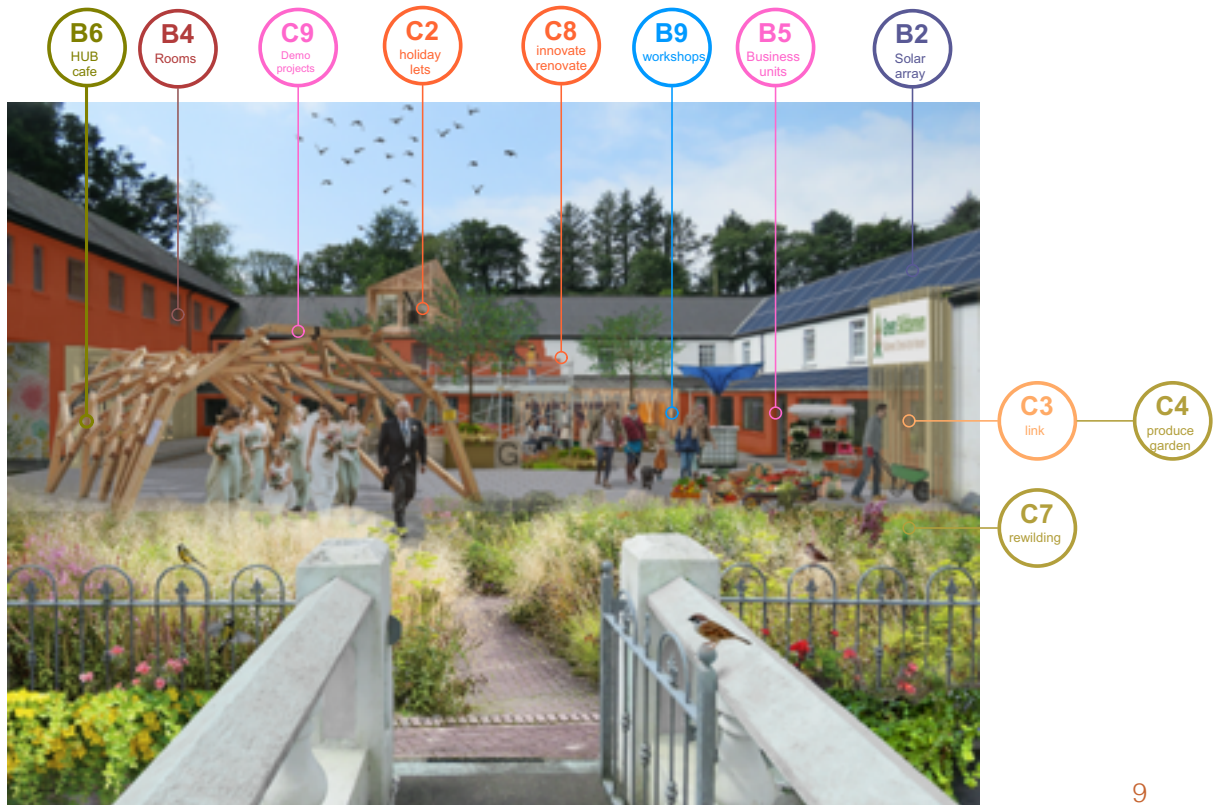 B6
HUB
cafe
B4
Rooms
C9
Demo
projects
C2
holiday
lets
C8
innovate
renovate
B9
workshops
B5
Business
units
B2
Solar
array
C3
link
C4
produce
garden
C7
rewilding
G
9